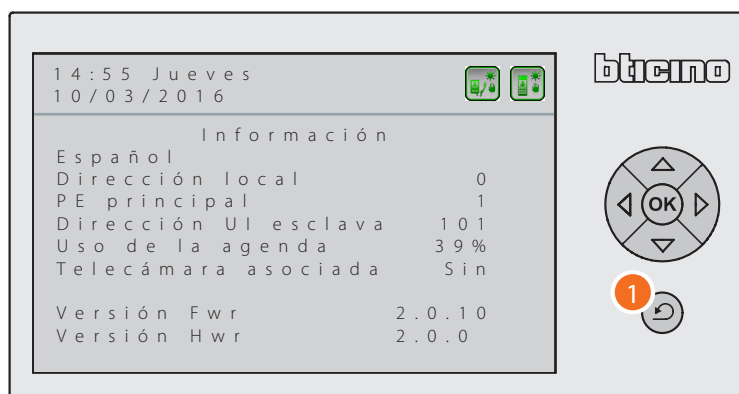 14:55 Jueves
10/03/2016
bticino
Información
Español
Dirección local 0
PE principal 1
Dirección UI esclava 101
Uso de la agenda 39%
Telecámara asociada Sin
Versión Fwr 2.0.10
Versión Hwr 2.0.0
OK
1